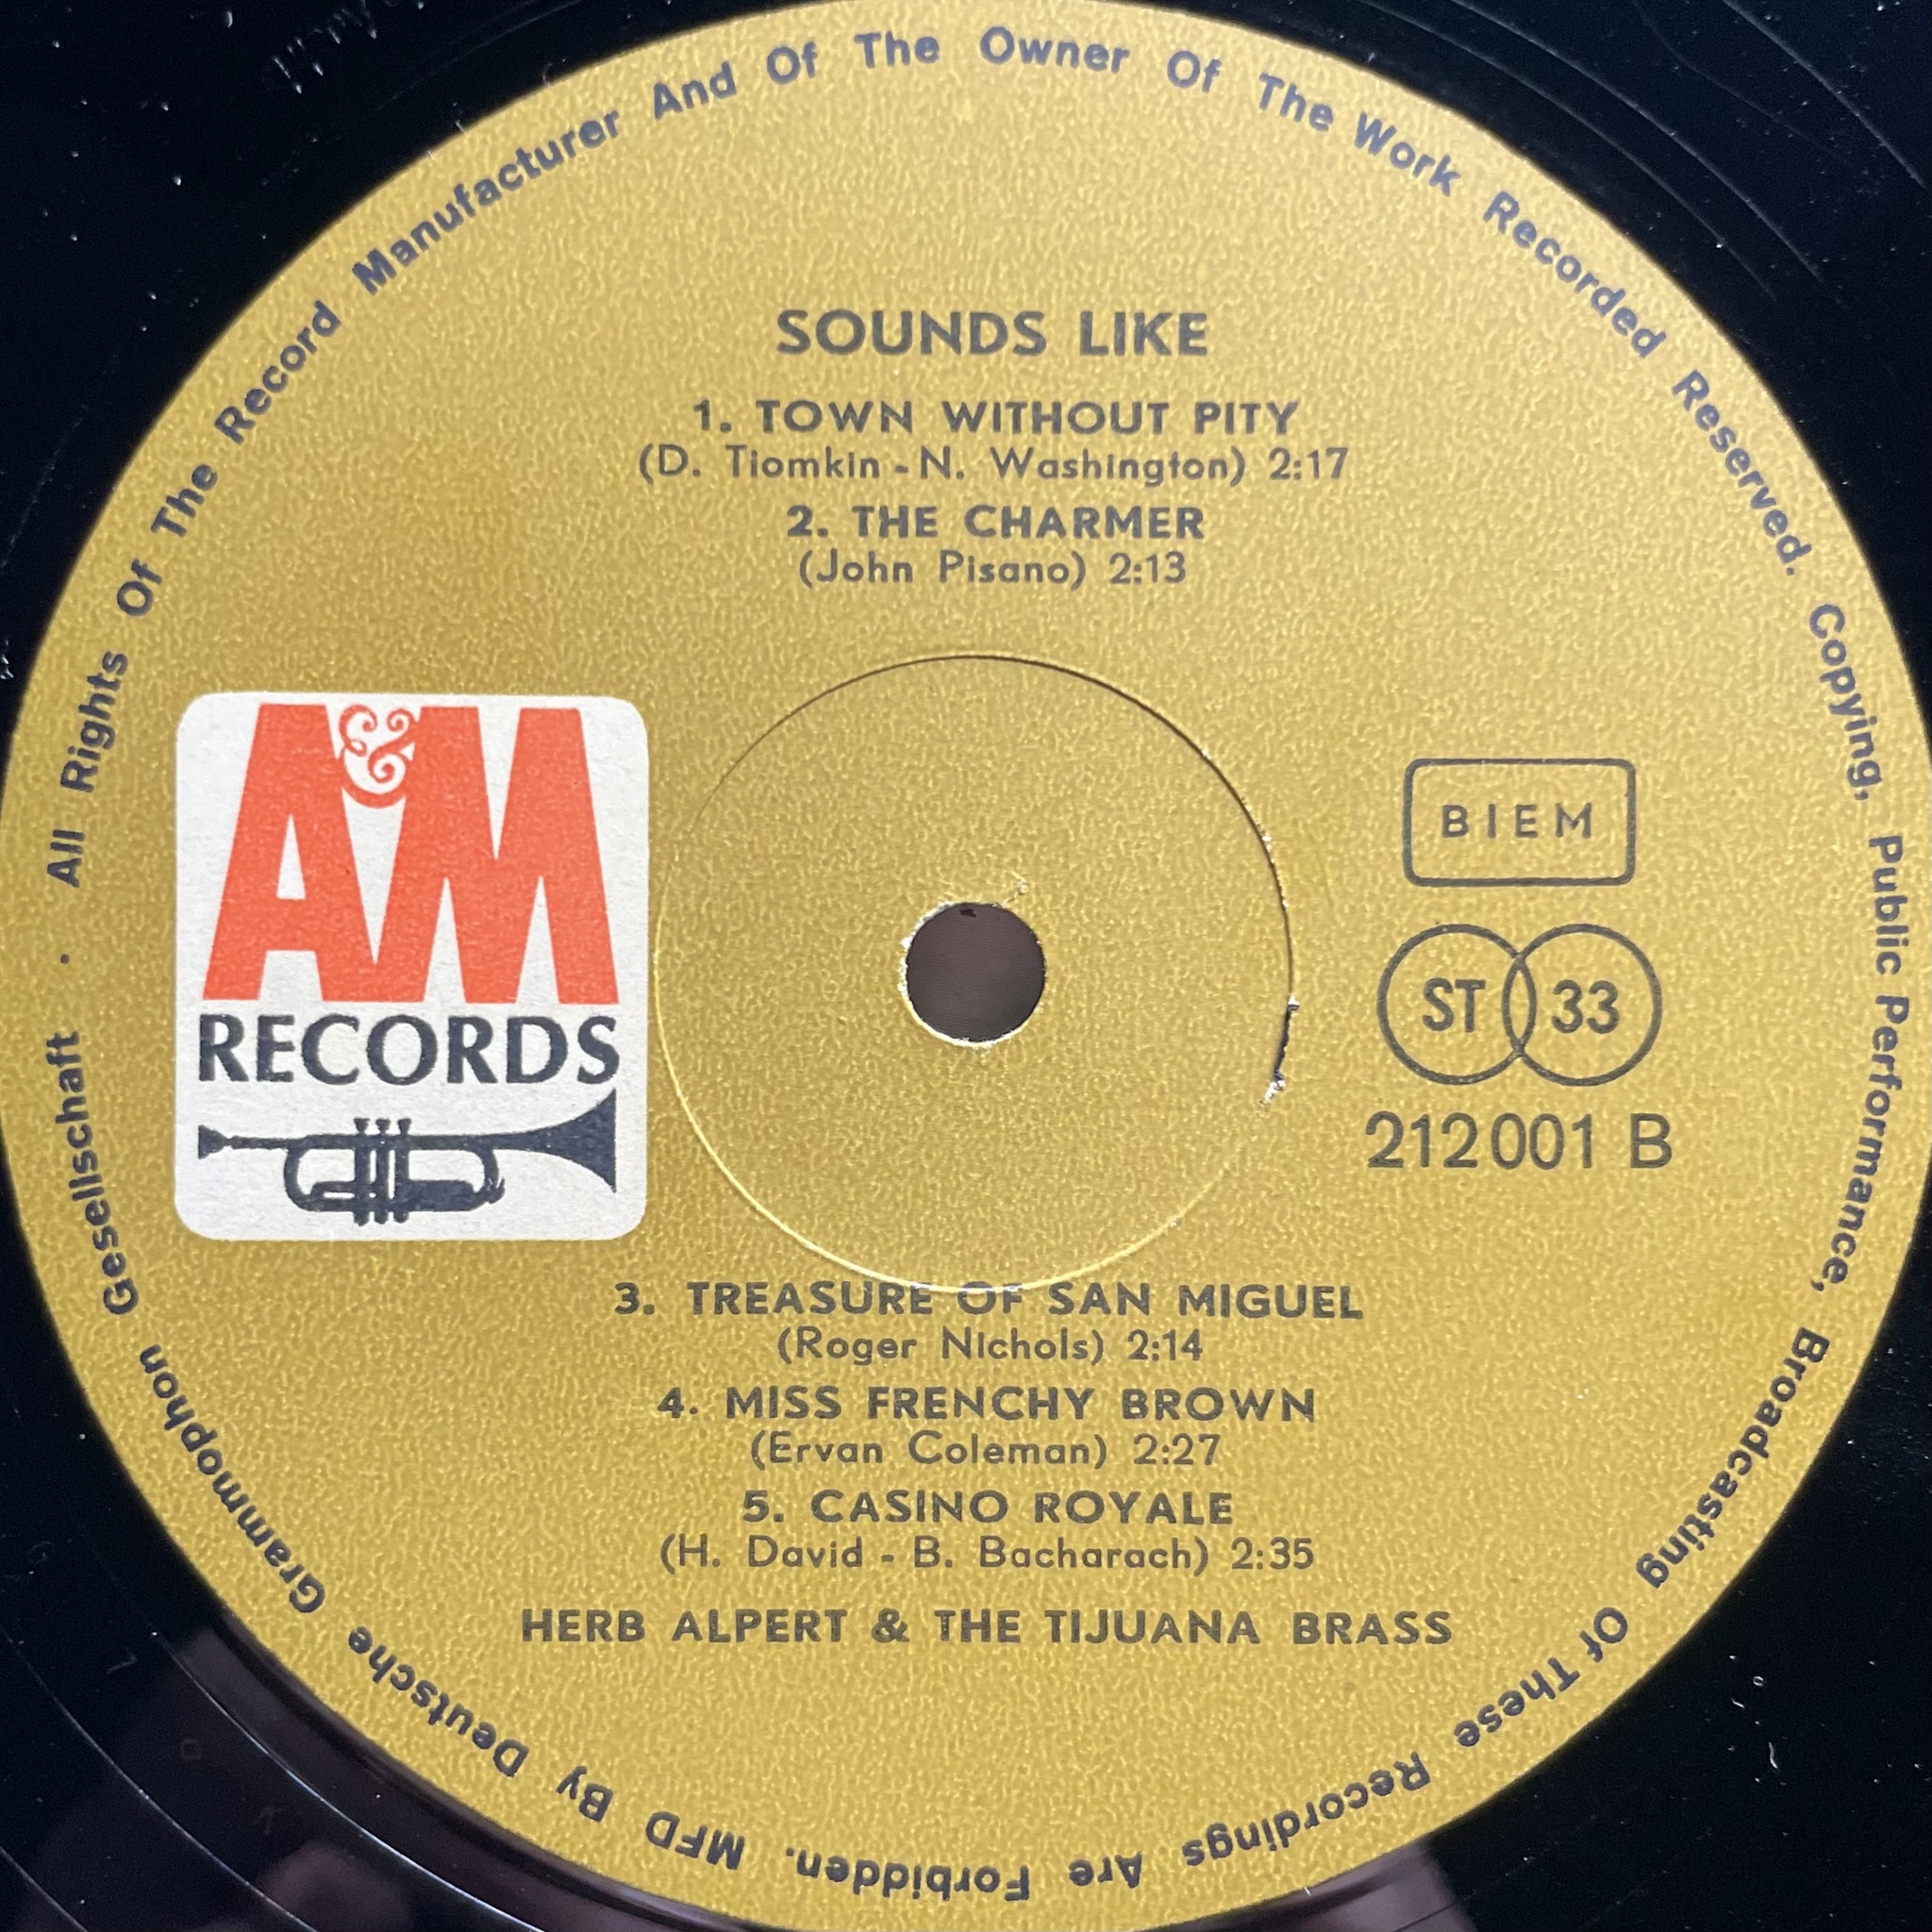 All Rights Of The Record Manufacturer And Of The Owner Of The Work Recorded Reserved. Copying, Public Performance, Broadcasting Of These Recordings Are Forbidden. MFD By Deutsche Grammophon Gesellschaft ·
SOUNDS LIKE
1. TOWN WITHOUT PITY
(D. Tiomkin - N. Washington) 2:17
2. THE CHARMER
(John Pisano) 2:13
A&M
RECORDS
BIEM
ST 33
212 001 B
3. TREASURE OF SAN MIGUEL
(Roger Nichols) 2:14
4. MISS FRENCHY BROWN
(Ervan Coleman) 2:27
5. CASINO ROYALE
(H. David - B. Bacharach) 2:35
HERB ALPERT & THE TIJUANA BRASS